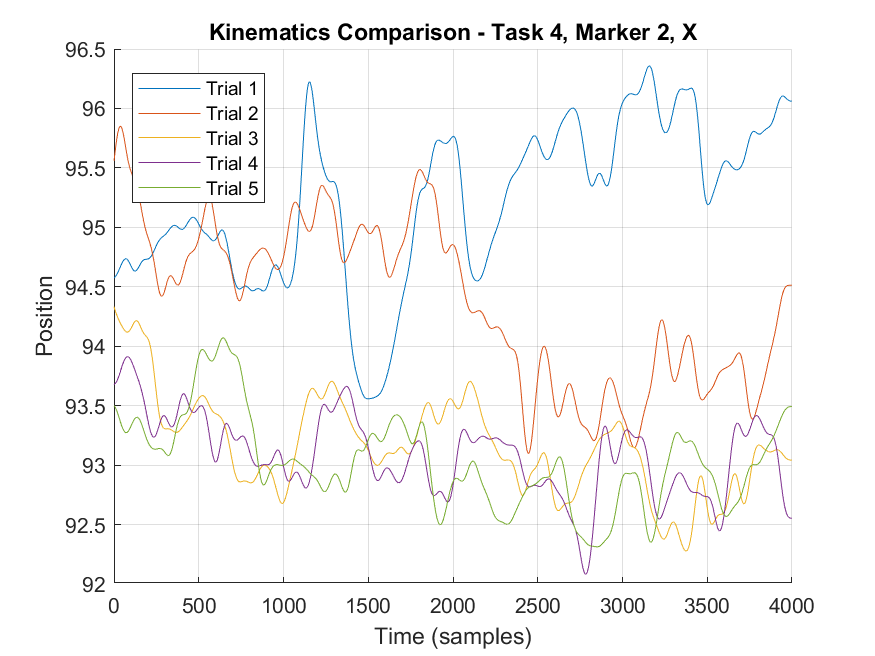 Kinematics Comparison - Task 4, Marker 2, X
96.5
96
95.5
95
94.5
94
93.5
93
92.5
92
Position
Trial 1
Trial 2
Trial 3
Trial 4
Trial 5
0 500 1000 1500 2000 2500 3000 3500 4000
Time (samples)